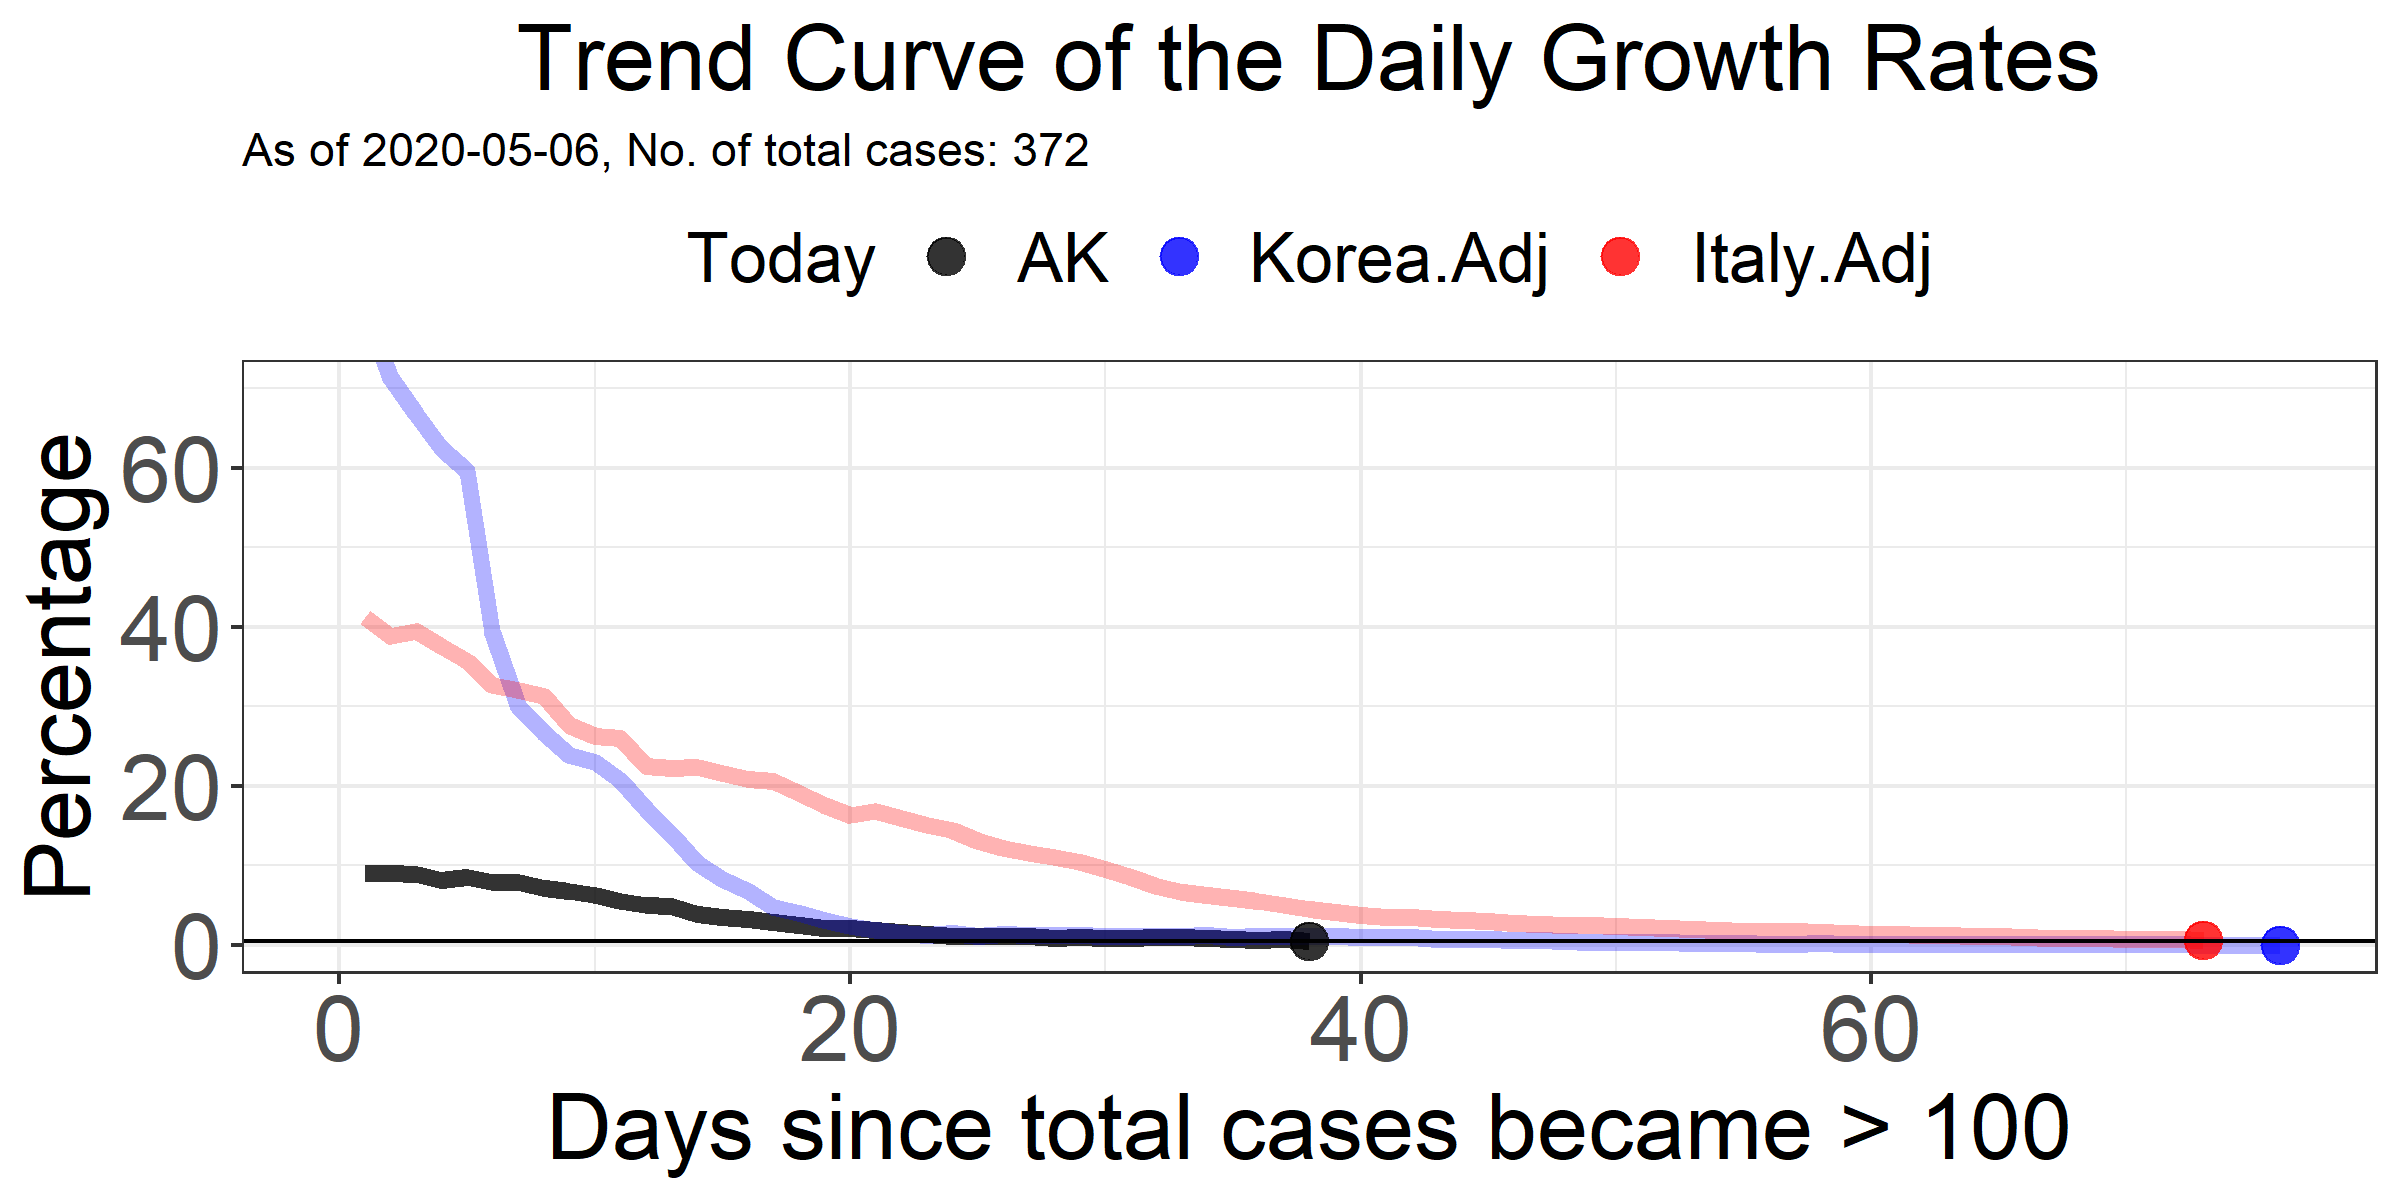 Trend Curve of the Daily Growth Rates
As of 2020-05-06, No. of total cases: 372
Today AK Korea.Adj Italy.Adj
Percentage
60
40
20
0
0 20 40 60
Days since total cases became > 100